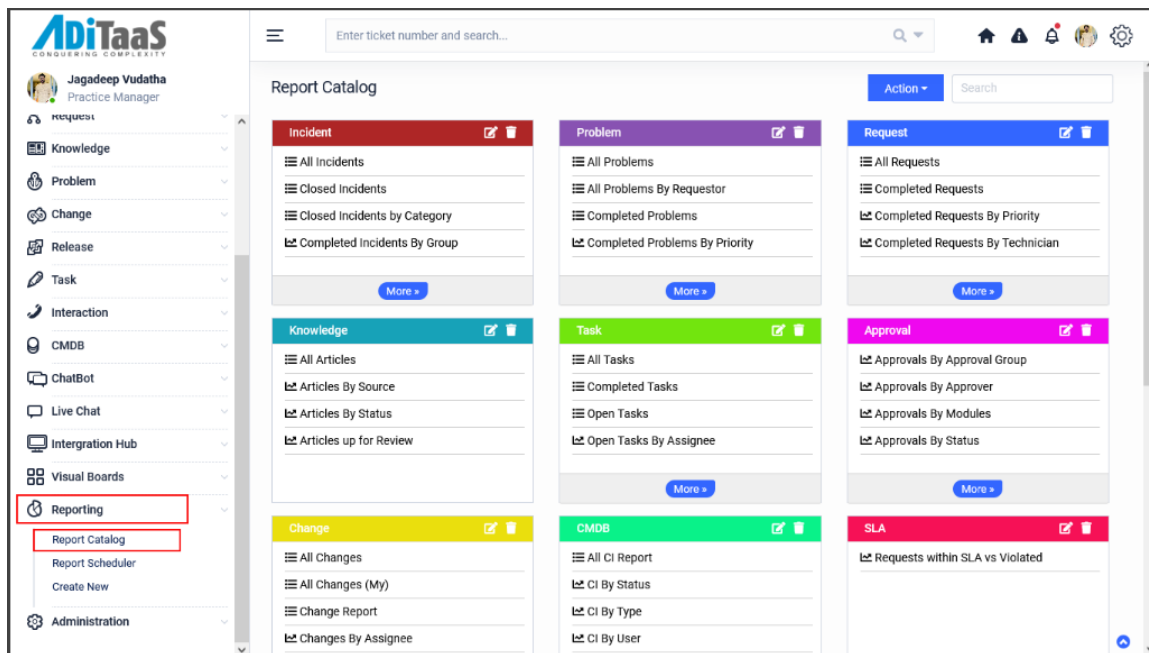 ADiTaaS
CONQUERING COMPLEXITY
Enter ticket number and search...
Jagadeep Vudatha
Practice Manager
Request
Knowledge
Problem
Change
Release
Task
Interaction
CMDB
ChatBot
Live Chat
Intergration Hub
Visual Boards
Reporting
Report Catalog
Report Scheduler
Create New
Administration
Report Catalog
Action
Search
Incident
All Incidents
Closed Incidents
Closed Incidents by Category
Completed Incidents By Group
More »
Problem
All Problems
All Problems By Requestor
Completed Problems
Completed Problems By Priority
More »
Request
All Requests
Completed Requests
Completed Requests By Priority
Completed Requests By Technician
More »
Knowledge
All Articles
Articles By Source
Articles By Status
Articles up for Review
Task
All Tasks
Completed Tasks
Open Tasks
Open Tasks By Assignee
More »
Approval
Approvals By Approval Group
Approvals By Approver
Approvals By Modules
Approvals By Status
More »
Change
All Changes
All Changes (My)
Change Report
Changes By Assignee
CMDB
All CI Report
CI By Status
CI By Type
CI By User
SLA
Requests within SLA vs Violated